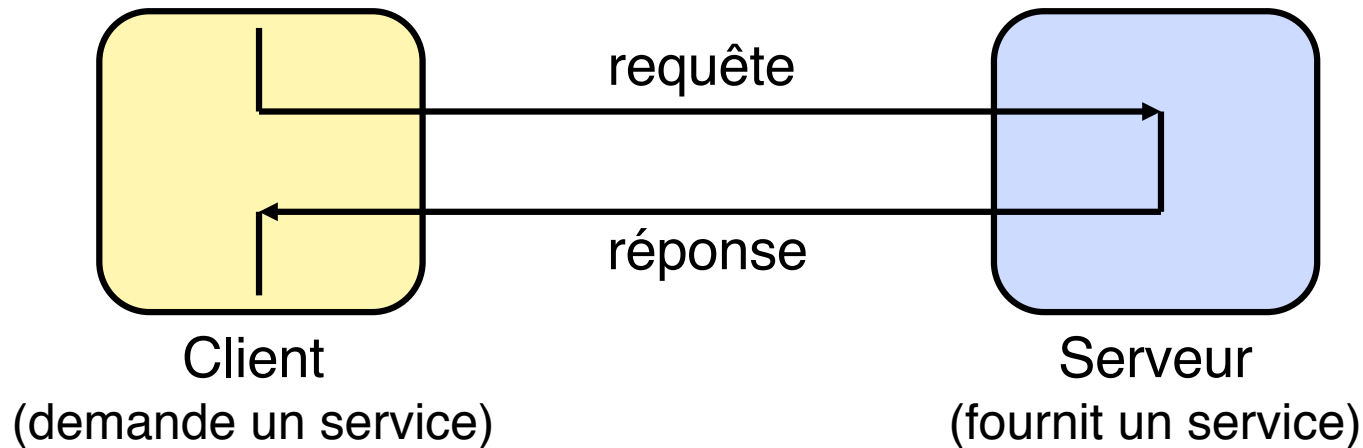 requête
réponse
Client
(demande un service)
Serveur
(fournit un service)